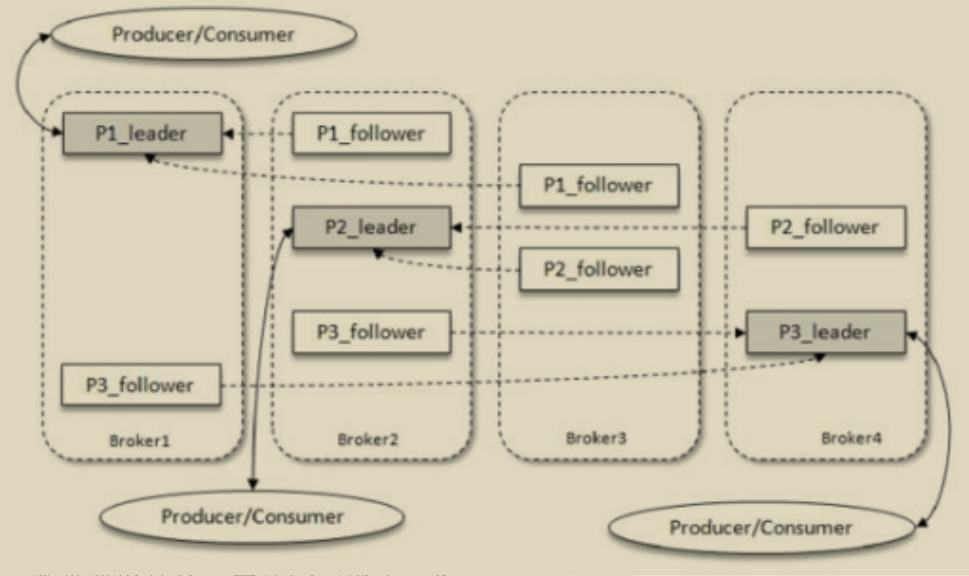 Producer/Consumer
P1_leader
P1_follower
P1_follower
P2_leader
P2_follower
P2_follower
P3_follower
P3_leader
P3_follower
Broker1
Broker2
Broker3
Broker4
Producer/Consumer
Producer/Consumer